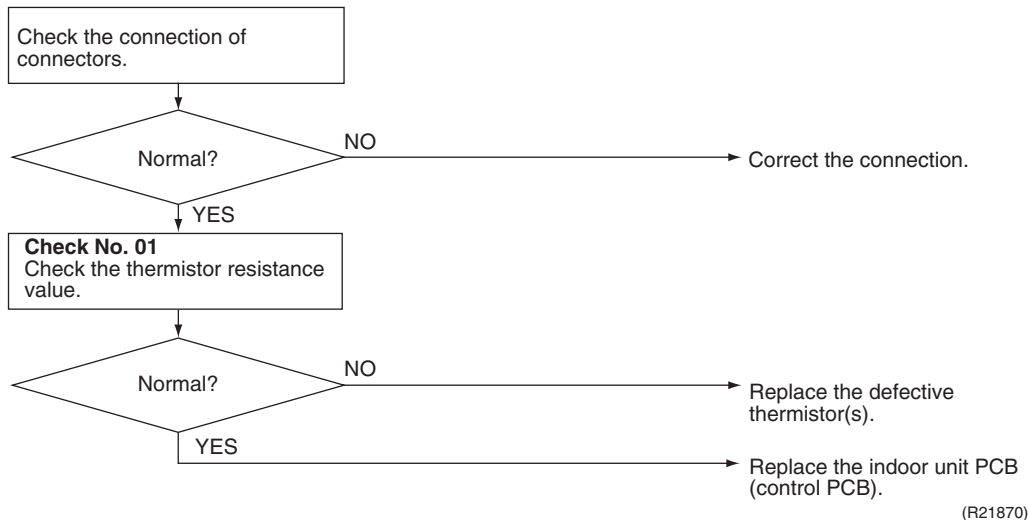 Check the connection of
connectors.
Normal?
NO
Correct the connection.
YES
Check No. 01
Check the thermistor resistance
value.
Normal?
NO
Replace the defective
thermistor(s).
YES
Replace the indoor unit PCB
(control PCB).
(R21870)